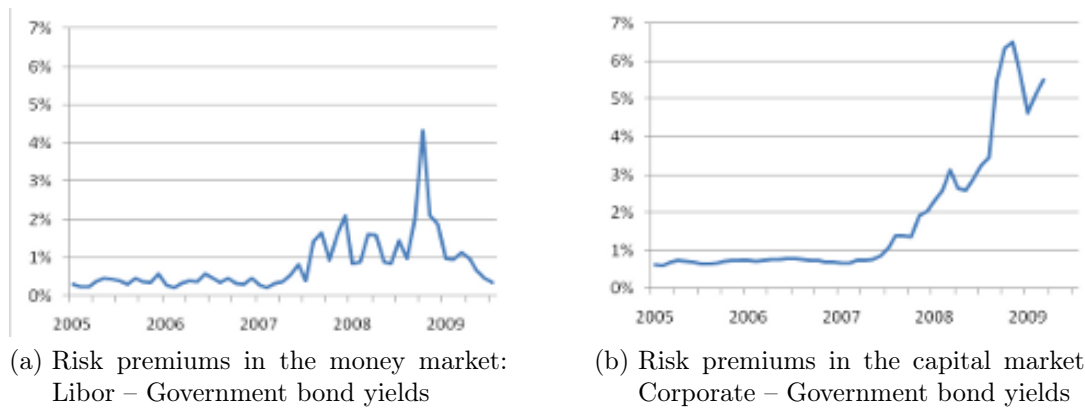 7%
6%
5%
4%
3%
2%
1%
0%
2005 2006 2007 2008 2009
(a) Risk premiums in the money market:
Libor – Government bond yields
7%
6%
5%
4%
3%
2%
1%
0%
2005 2006 2007 2008 2009
(b) Risk premiums in the capital market
Corporate – Government bond yields